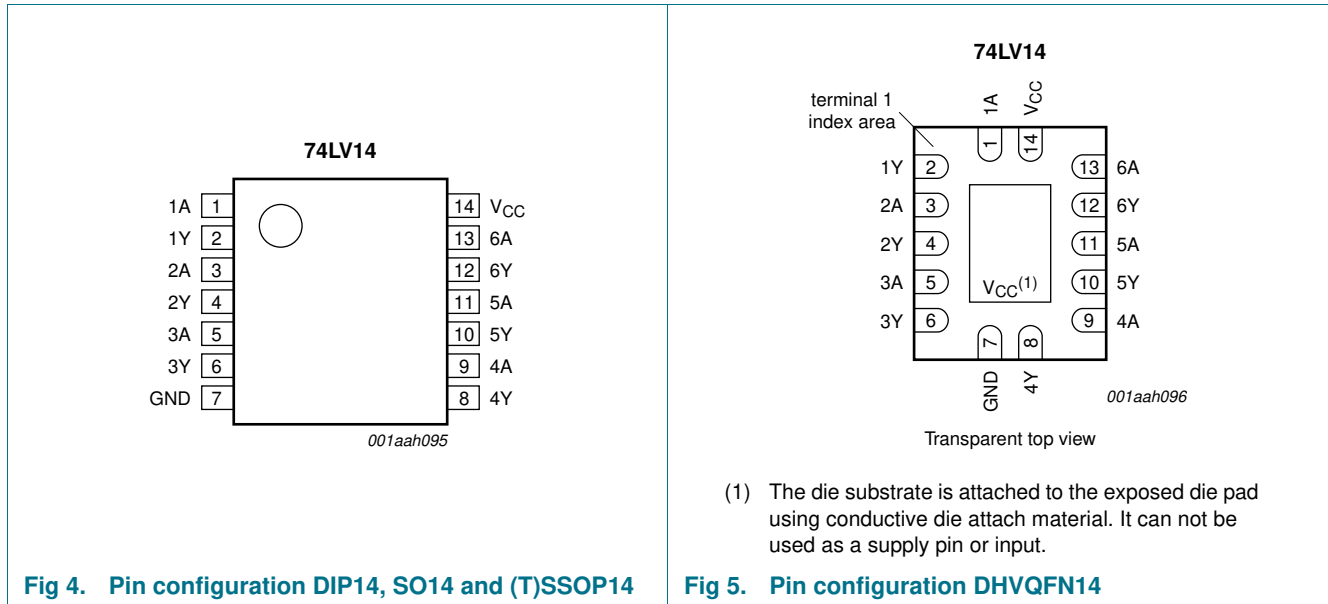 74LV14
1A 1 14 VCC
1Y 2 13 6A
2A 3 12 6Y
2Y 4 11 5A
3A 5 10 5Y
3Y 6 9 4A
GND 7 8 4Y
001aah095
Fig 4. Pin configuration DIP14, SO14 and (T)SSOP14
74LV14
terminal 1
index area
1A VCC
1 14
1Y 2 13 6A
2A 3 12 6Y
2Y 4 11 5A
3A 5 VCC(1) 10 5Y
3Y 6 9 4A
7 8
GND 4Y
001aah096
Transparent top view
(1) The die substrate is attached to the exposed die pad
using conductive die attach material. It can not be
used as a supply pin or input.
Fig 5. Pin configuration DHVQFN14